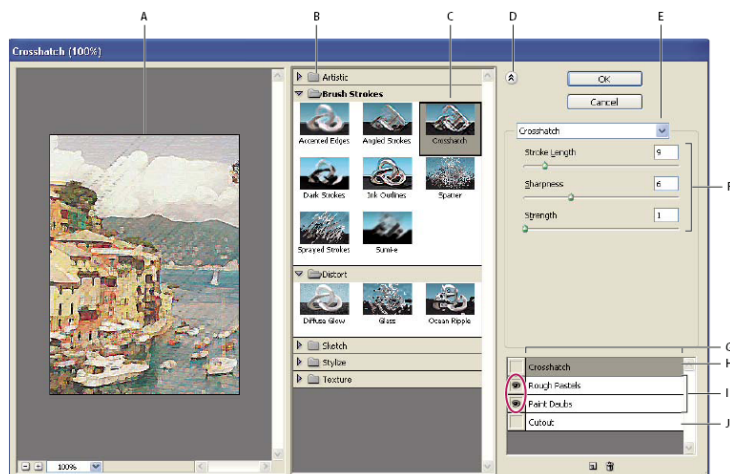 A
B
C
D
E
Crosshatch (100%)
Artistic
Brush Strokes
Accented Edges
Angled Strokes
Crosshatch
Dark Strokes
Ink Outlines
Spatter
Sprayed Strokes
Sumi-e
Distort
Diffuse Glow
Glass
Ocean Ripple
Sketch
Stylize
Texture
100%
OK
Cancel
Crosshatch
Stroke Length 9
Sharpness 6
Strength 1
F
G
H
Crosshatch
Rough Pastels
I
Paint Daubs
Cutout
J